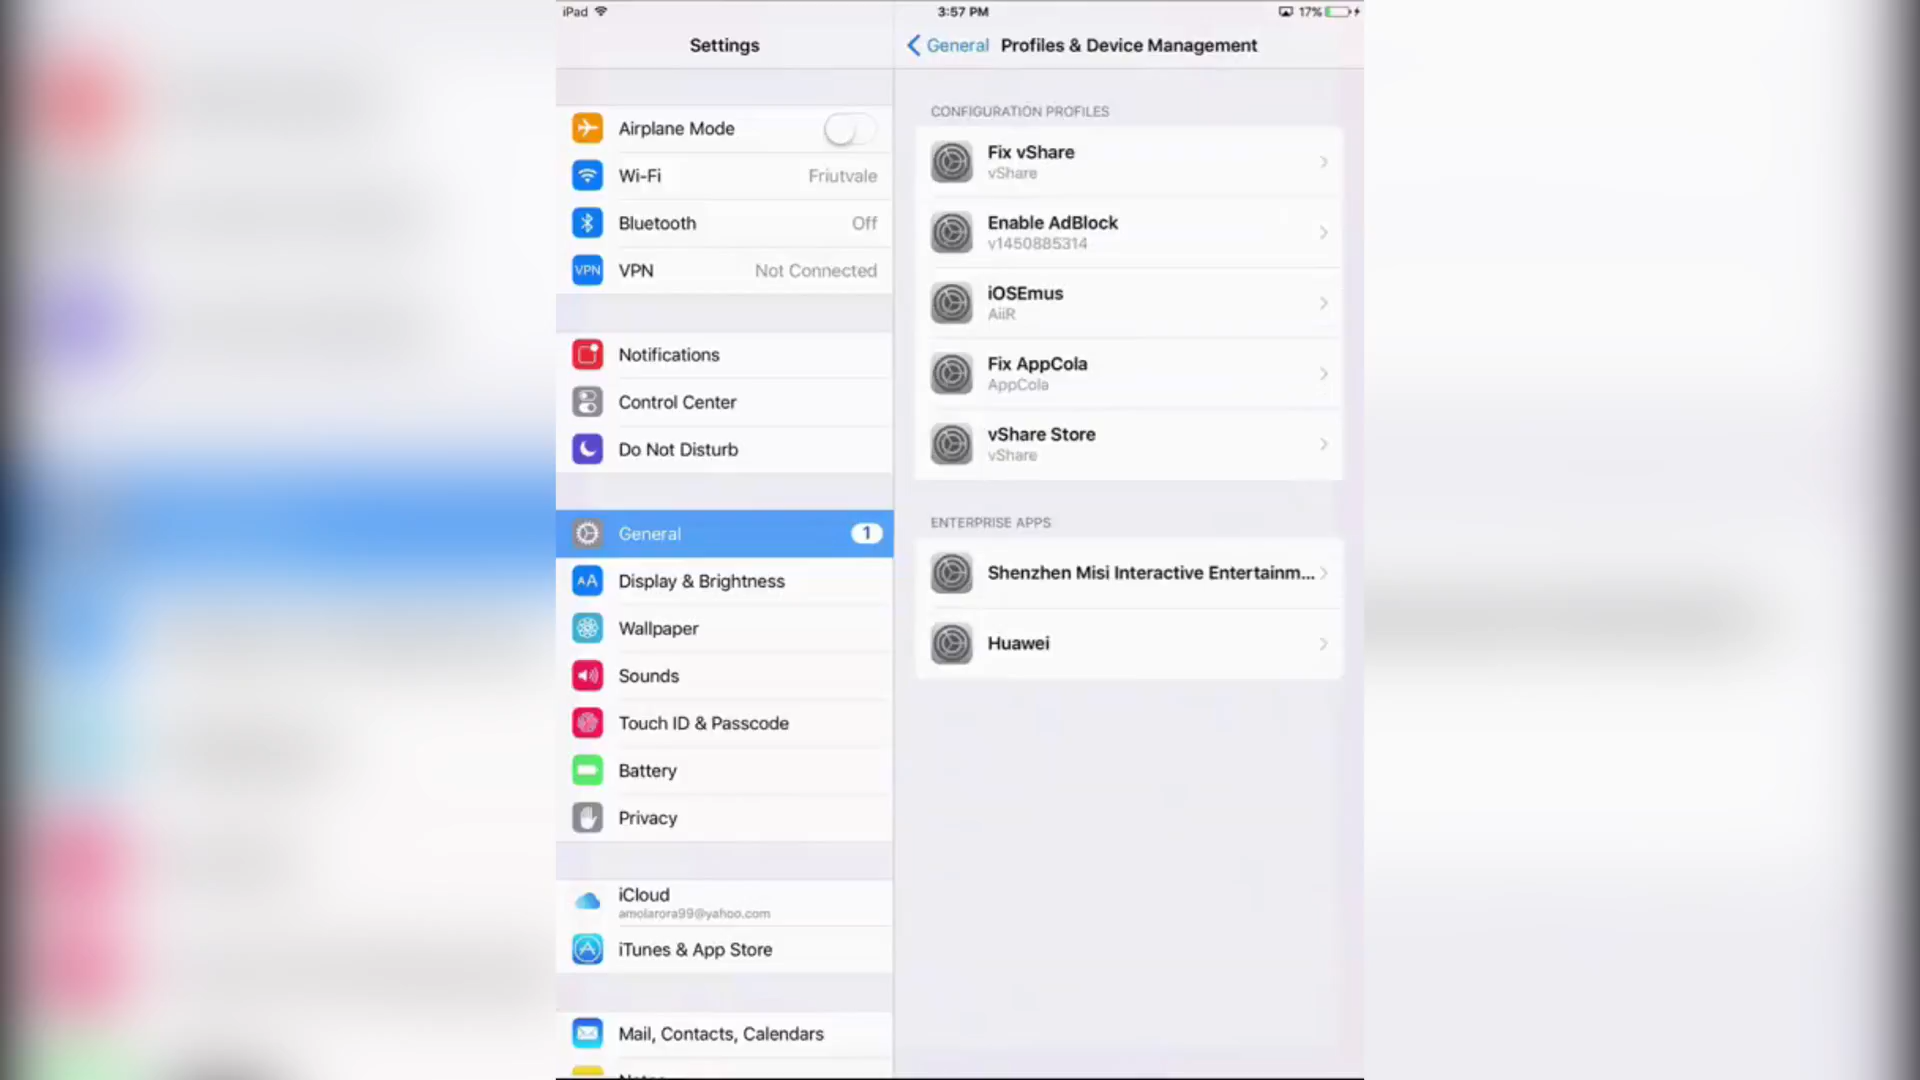 iPad
3:57 PM
17%
Settings
General
Profiles & Device Management
Airplane Mode
Wi-Fi
Friutvale
Bluetooth
Off
VPN
VPN
Not Connected
Notifications
Control Center
Do Not Disturb
General
1
AA
Display & Brightness
Wallpaper
Sounds
Touch ID & Passcode
Battery
Privacy
iCloud
amolarora99@yahoo.com
iTunes & App Store
Mail, Contacts, Calendars
CONFIGURATION PROFILES
Fix vShare
vShare
Enable AdBlock
v1450885314
iOSEmus
AiiR
Fix AppCola
AppCola
vShare Store
vShare
ENTERPRISE APPS
Shenzhen Misi Interactive Entertainm...
Huawei